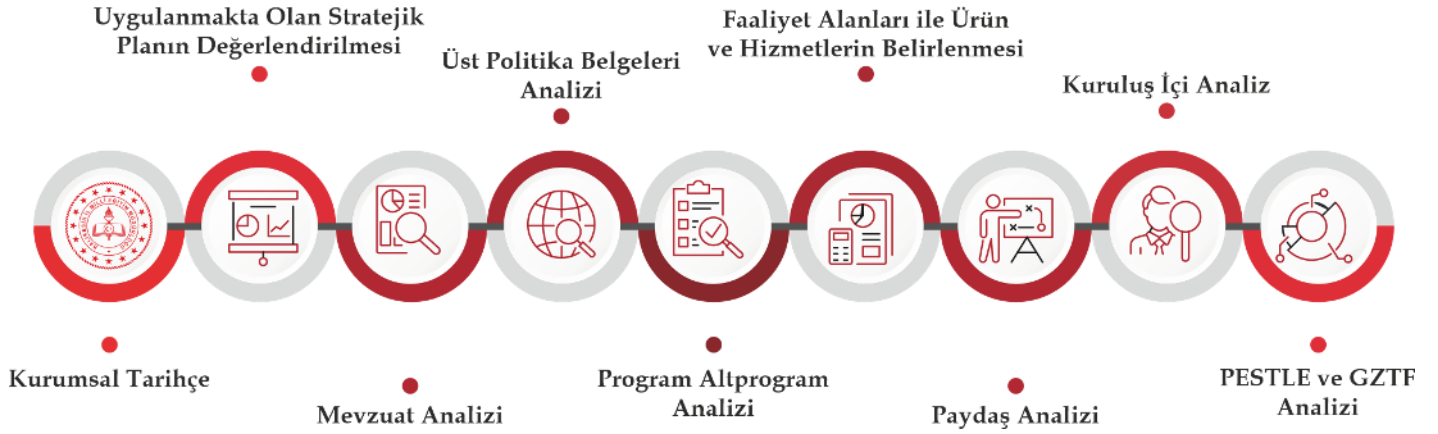 Kurumsal Tarihçe
Uygulanmakta Olan Stratejik
Planın Değerlendirilmesi
Mevzuat Analizi
Üst Politika Belgeleri
Analizi
Program Altprogram
Analizi
Faaliyet Alanları ile Ürün
ve Hizmetlerin Belirlenmesi
Paydaş Analizi
Kuruluş İçi Analiz
PESTLE ve GZTF
Analizi